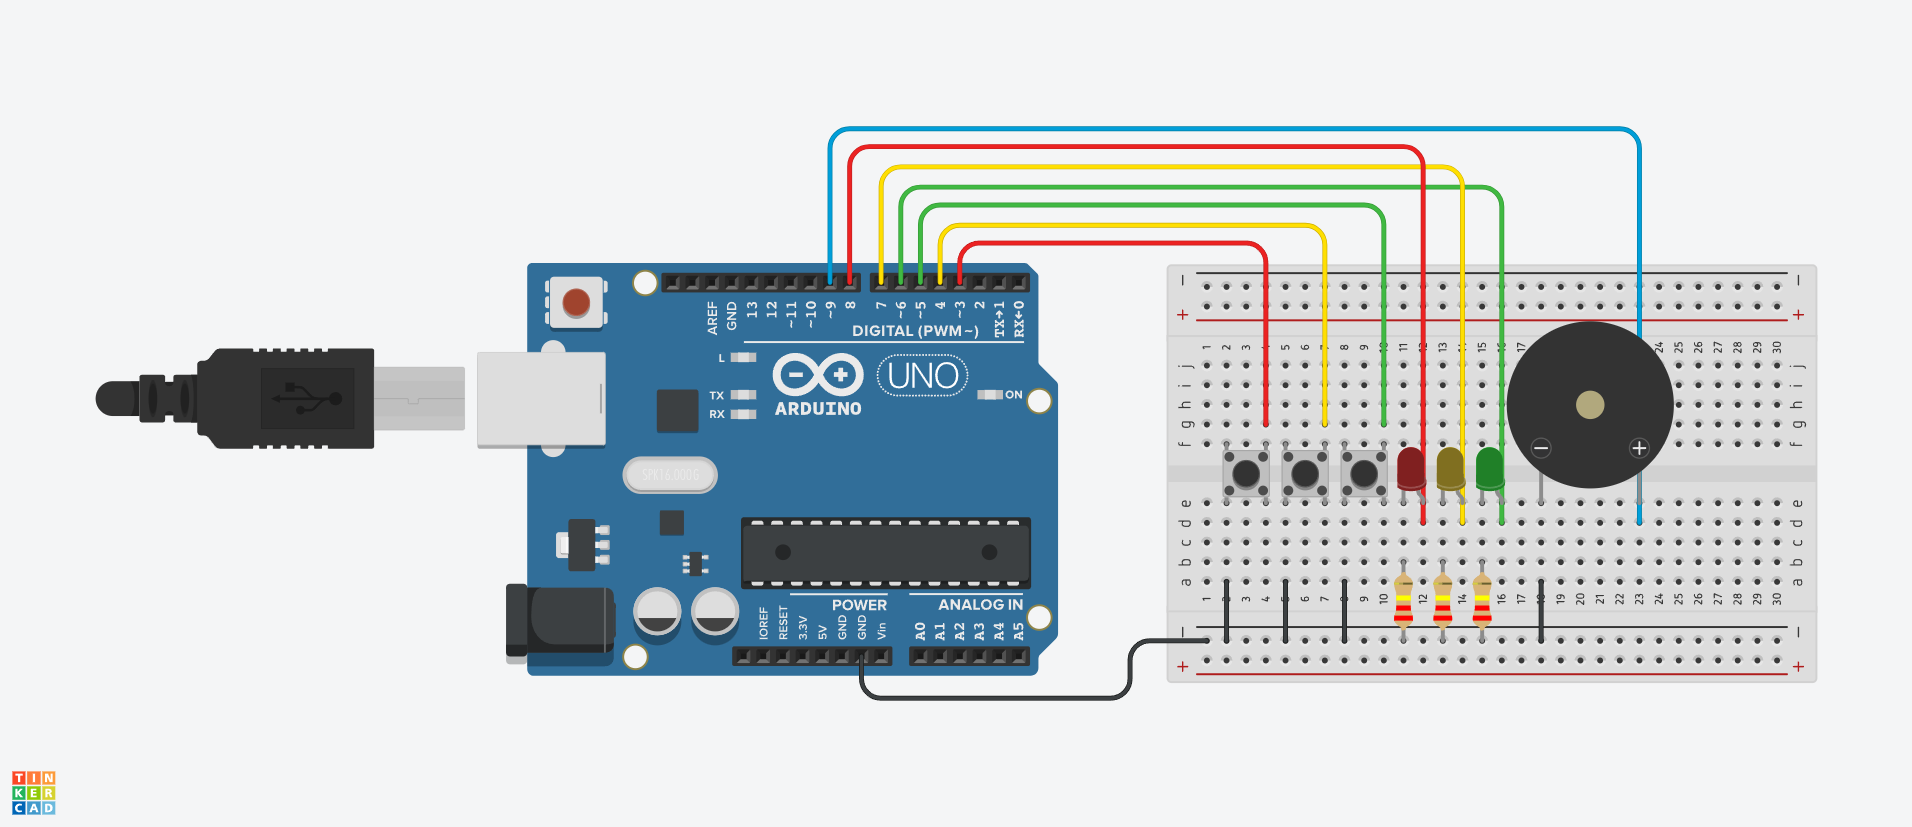 AREF
GND
13
12
~11
~10
~9
8
7
~6
~5
4
~3
2
TX→1
RX←0
DIGITAL (PWM~)
L
TX
RX
ARDUINO
UNO
ON
SPK16.000G
POWER
ANALOG IN
IOREF
RESET
3.3V
5V
GND
GND
Vin
A0
A1
A2
A3
A4
A5
− −
+ +
1 2 3 4 5 6 7 8 9 10 11 12 13 14 15 16 17 24 25 26 27 28 29 30
j j
i i
h h
g g
f f
− +
e e
d d
c c
b b
a a
1 2 3 4 5 6 7 8 9 10 11 12 13 14 15 16 17 18 19 20 21 22 23 24 25 26 27 28 29 30
− −
+ +
TIN
KER
CAD